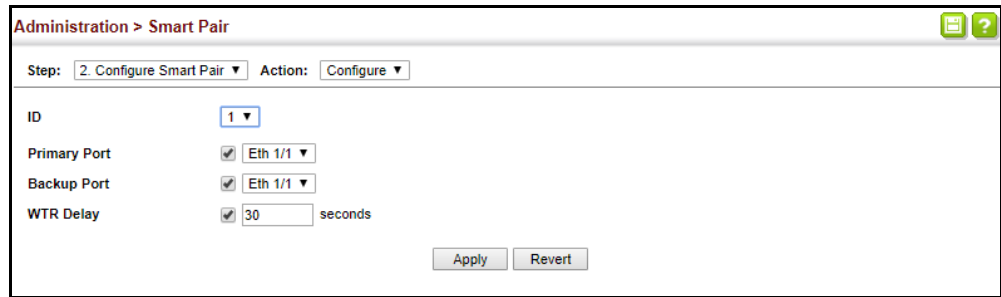 Administration > Smart Pair ?
Step: 2. Configure Smart Pair Action: Configure
ID 1
Primary Port Eth 1/1
Backup Port Eth 1/1
WTR Delay 30 seconds
Apply Revert